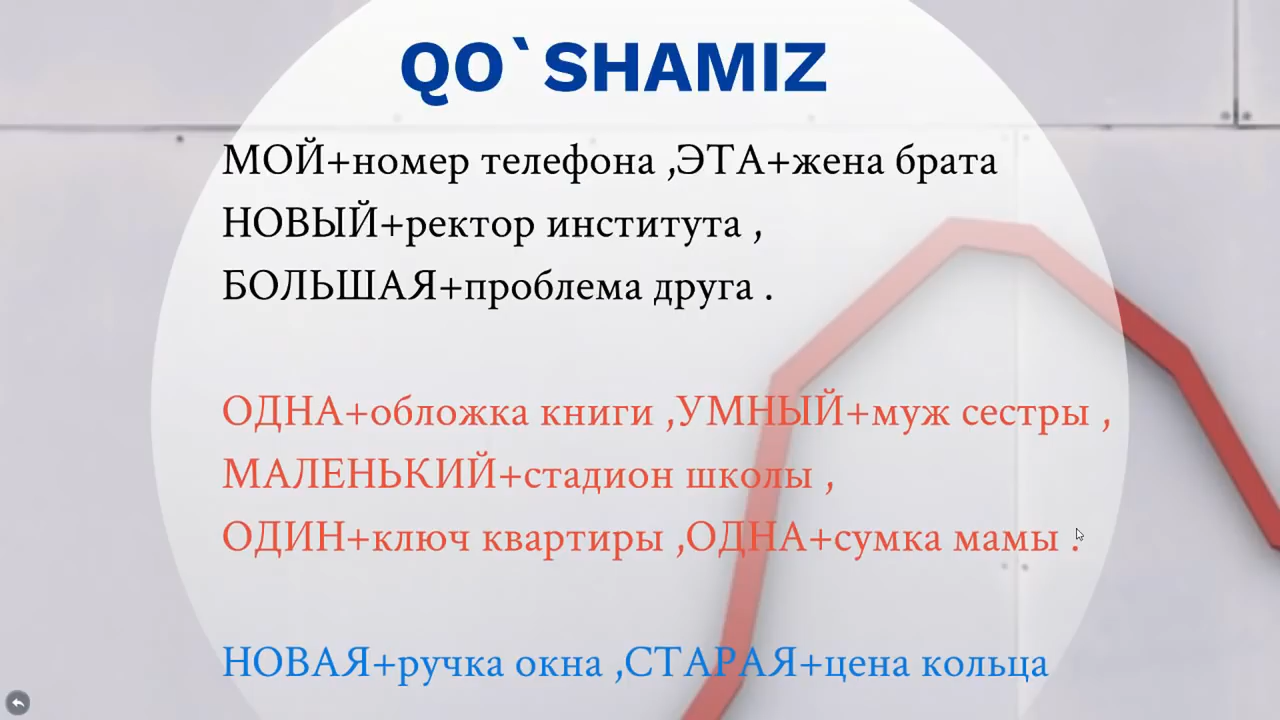 QO`SHAMIZ
МОЙ+номер телефона ,ЭТА+жена брата
НОВЫЙ+ректор института ,
БОЛЬШАЯ+проблема друга .
ОДНА+обложка книги ,УМНЫЙ+муж сестры ,
МАЛЕНЬКИЙ+стадион школы ,
ОДИН+ключ квартиры ,ОДНА+сумка мамы .
НОВАЯ+ручка окна ,СТАРАЯ+цена кольца